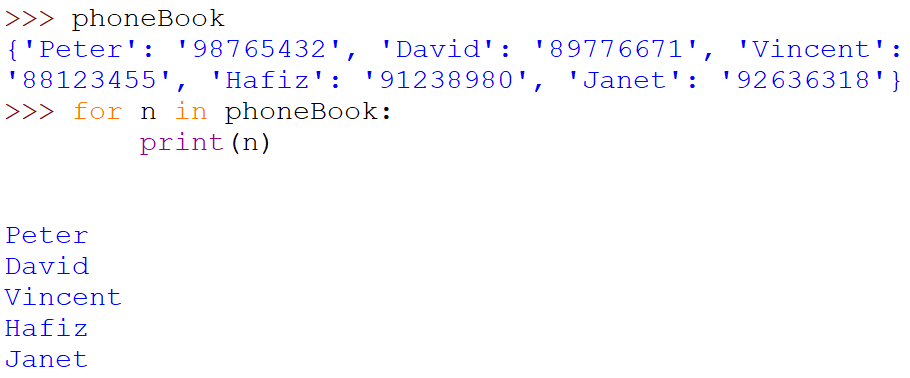 >>> phoneBook
{'Peter': '98765432', 'David': '89776671', 'Vincent':
'88123455', 'Hafiz': '91238980', 'Janet': '92636318'}
>>> for n in phoneBook:
        print(n)
Peter
David
Vincent
Hafiz
Janet